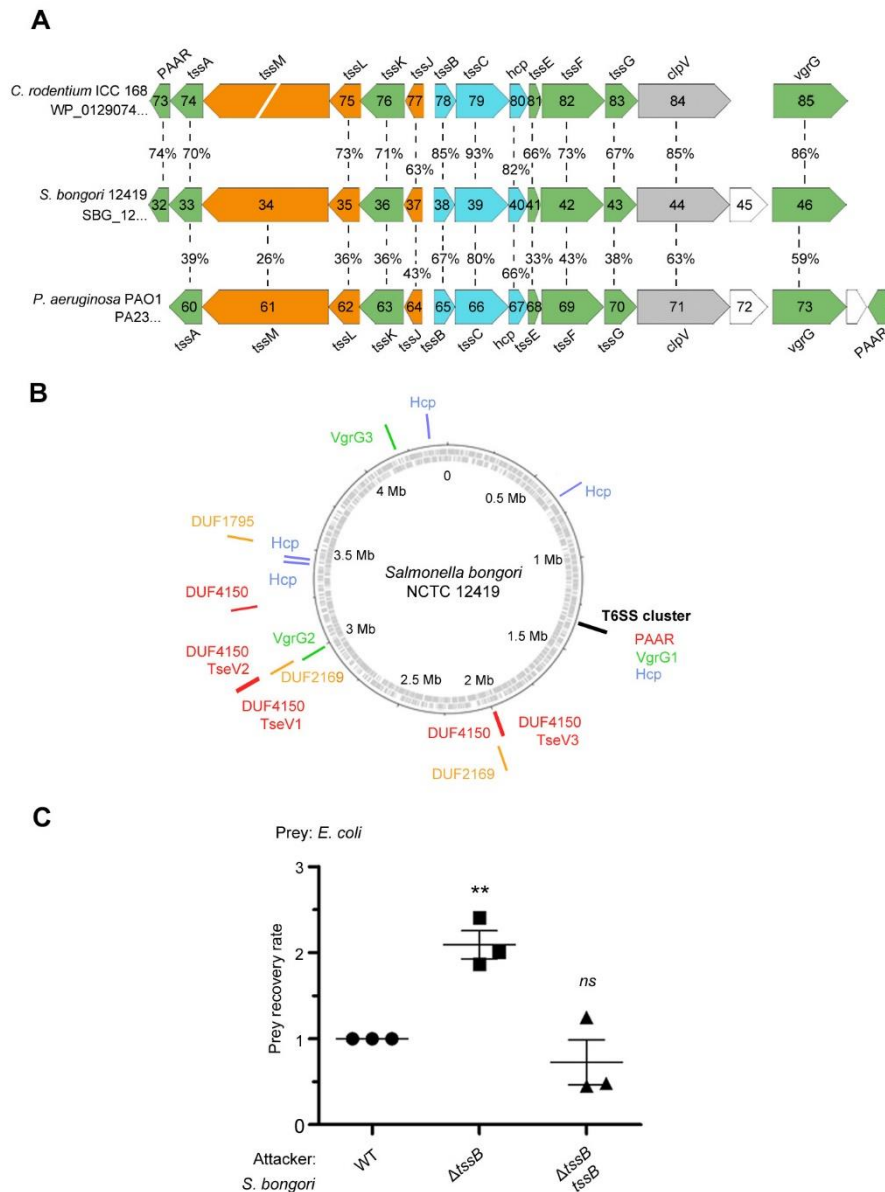 A
PAAR tssA tssM tssL tssK tssJ tssB tssC hcp tssE tssF tssG clpV vgrG
C. rodentium ICC 168
WP_0129074...
73 74 75 76 77 78 79 80 81 82 83 84 85
74% 70% 73% 71% 63% 85% 93% 82% 66% 73% 67% 85% 86%
S. bongori 12419
SBG_12...
32 33 34 35 36 37 38 39 40 41 42 43 44 45 46
39% 26% 36% 36% 43% 67% 80% 66% 33% 43% 38% 63% 59%
P. aeruginosa PAO1
PA23...
60 61 62 63 64 65 66 67 68 69 70 71 72 73
tssA tssM tssL tssK tssJ tssB tssC hcp tssE tssF tssG clpV vgrG PAAR
B
Hcp
VgrG3
Hcp
0
4 Mb
0.5 Mb
DUF1795
Hcp
Hcp
3.5 Mb
1 Mb
Salmonella bongori
NCTC 12419
DUF4150
T6SS cluster
PAAR
VgrG1
Hcp
3 Mb
1.5 Mb
VgrG2
DUF4150
TseV2
DUF2169
2.5 Mb
2 Mb
DUF4150
TseV1
DUF4150
DUF4150
TseV3
DUF2169
C
Prey: E. coli
3
**
2
ns
1
0
Prey recovery rate
Attacker:
S. bongori
WT
ΔtssB
ΔtssB
tssB